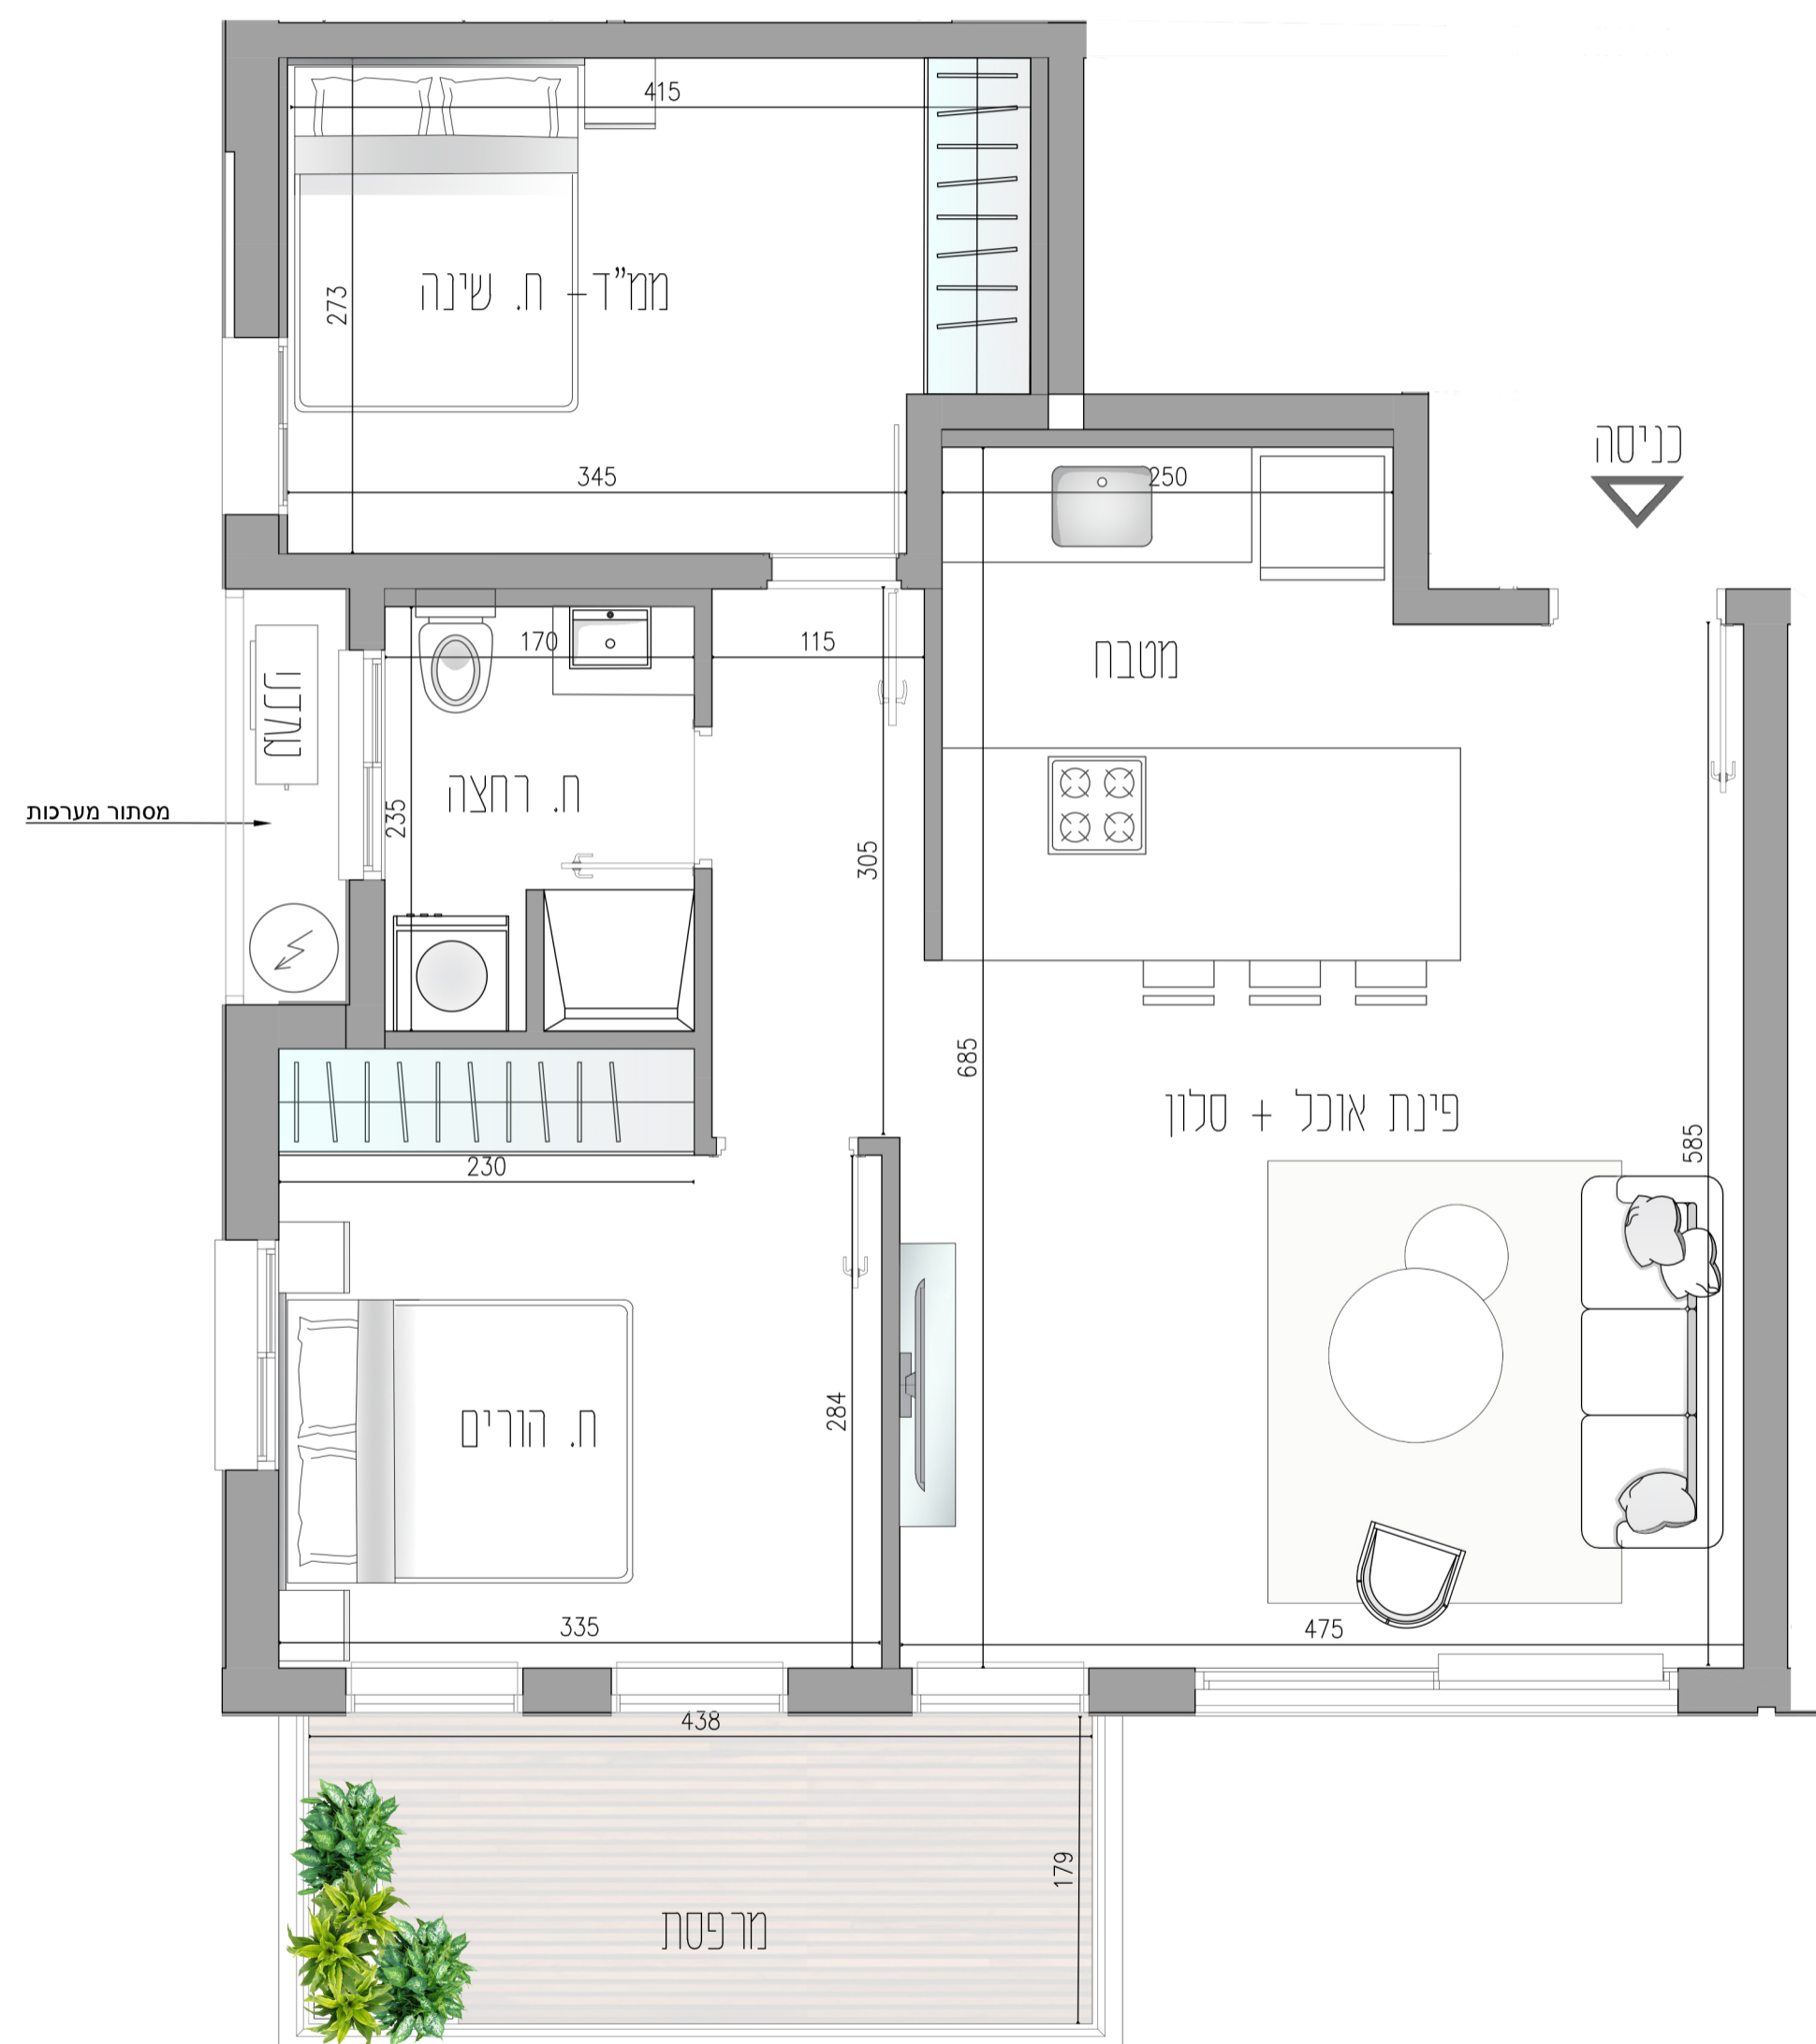 415
ממ"ד+ ח. שינה
273
345
250
כניסה
170
115
מטבח
מעבה
ח. רחצה
235
מסתור מערכות
305
685
230
פינת אוכל + סלון
585
284
ח. הורים
335
475
438
179
מרפסת